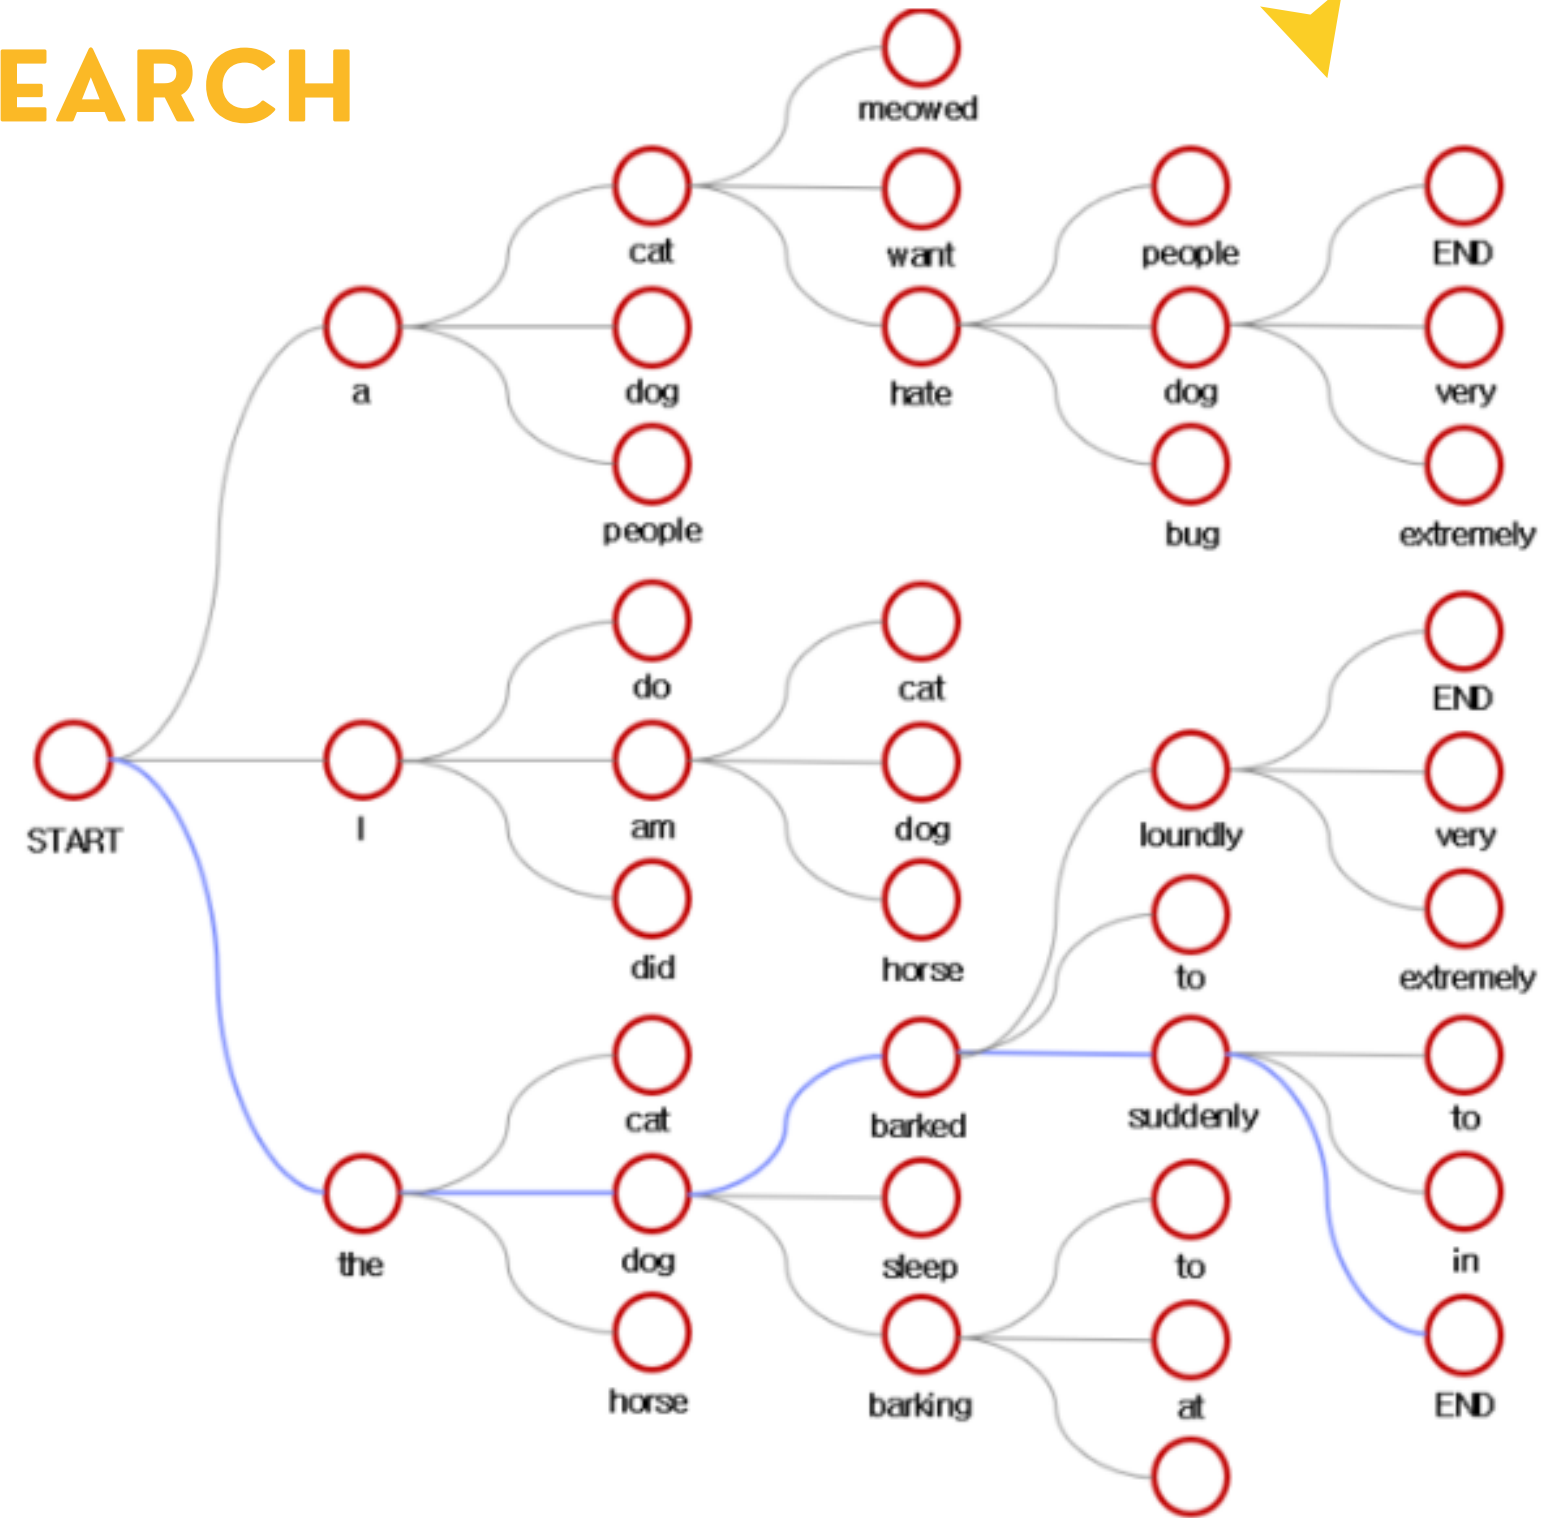 EARCH
meowed
cat
want
people
END
a
dog
hate
dog
very
people
bug
extremely
do
cat
END
START
I
am
dog
loundly
very
did
horse
to
extremely
cat
barked
suddenly
to
the
dog
sleep
to
in
horse
barking
at
END